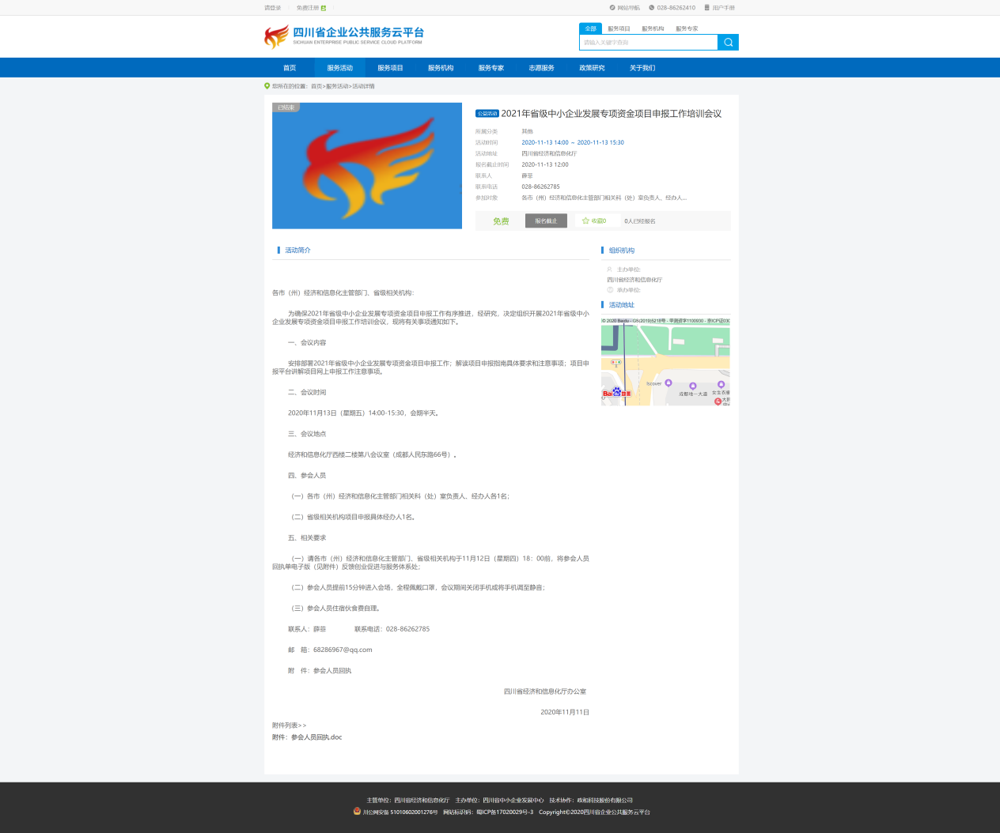 请登录
免费注册
网站导航
028-86262410
用户手册
四川省企业公共服务云平台
SICHUAN ENTERPRISE PUBLIC SERVICE CLOUD PLATFORM
全部 服务项目 服务机构 服务专家
请输入关键字查询
首页 服务活动 服务项目 服务机构 服务专家 志愿服务 政策研究 关于我们
您所在的位置：首页>服务活动>活动详情
已结束
公益活动 2021年省级中小企业发展专项资金项目申报工作培训会议
所属分类 其他
活动时间 2020-11-13 14:00 ~ 2020-11-13 15:30
活动地址 四川省经济和信息化厅
报名截止时间 2020-11-13 12:00
联系人 薛菲
联系电话 028-86262785
参加对象 各市（州）经济和信息化主管部门相关科（处）室负责人、经办人...
免费 报名截止 收藏0 0人已经报名
活动简介
各市（州）经济和信息化主管部门、省级相关机构：
为确保2021年省级中小企业发展专项资金项目申报工作有序推进，经研究，决定组织开展2021年省级中小
企业发展专项资金项目申报工作培训会议，现将有关事项通知如下。
一、会议内容
安排部署2021年省级中小企业发展专项资金项目申报工作；解读项目申报指南具体要求和注意事项；项目申
报平台讲解项目网上申报工作注意事项。
二、会议时间
2020年11月13日（星期五）14:00-15:30，会期半天。
三、会议地点
经济和信息化厅西楼二楼第八会议室（成都人民东路66号）。
四、参会人员
（一）各市（州）经济和信息化主管部门相关科（处）室负责人、经办人各1名；
（二）省级相关机构项目申报具体经办人1名。
五、相关要求
（一）请各市（州）经济和信息化主管部门、省级相关机构于11月12日（星期四）18：00前，将参会人员
回执单电子版（见附件）反馈创业促进与服务体系处；
（二）参会人员提前15分钟进入会场，全程佩戴口罩，会议期间关闭手机或将手机调至静音；
（三）参会人员住宿伙食费自理。
联系人：薛菲 联系电话：028-86262785
邮 箱：68286967@qq.com
附 件：参会人员回执
四川省经济和信息化厅办公室
2020年11月11日
附件列表>>
附件：参会人员回执.doc
组织机构
主办单位:
四川省经济和信息化厅
承办单位:
活动地址
© 2020 Baidu - GS(2019)5218号 - 甲测资字1100930 - 京ICP证030
Iscover
成都地一大道
女生衣橱
Bai 百度
主管单位：四川省经济和信息化厅 主办单位：四川省中小企业发展中心 技术协作：政和科技股份有限公司
川公网安备 51010602001276号 网站标识码：蜀ICP备17020029号-3 Copyright©2020四川省企业公共服务云平台